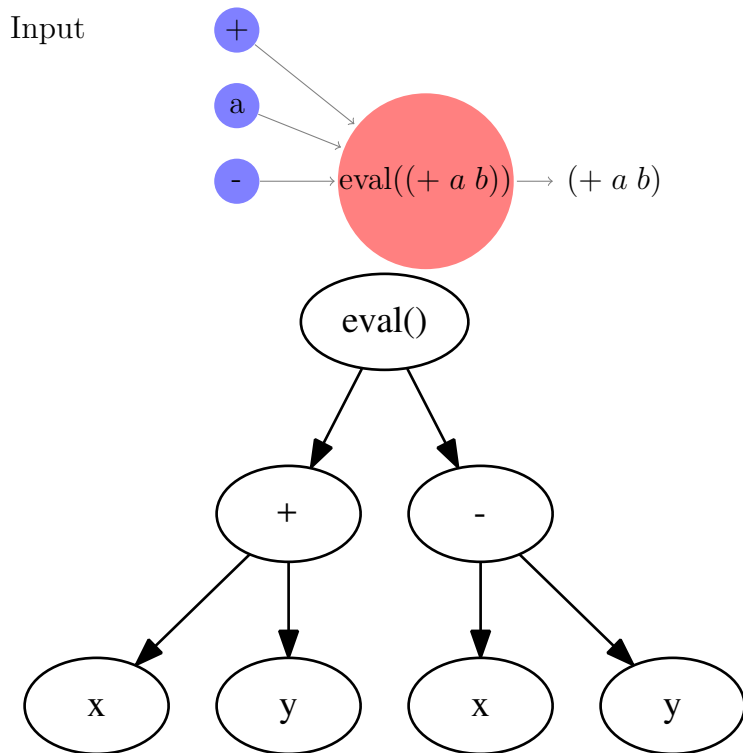 Input
+
a
-
eval((+ a b))
(+ a b)
eval()
+
-
x
y
x
y